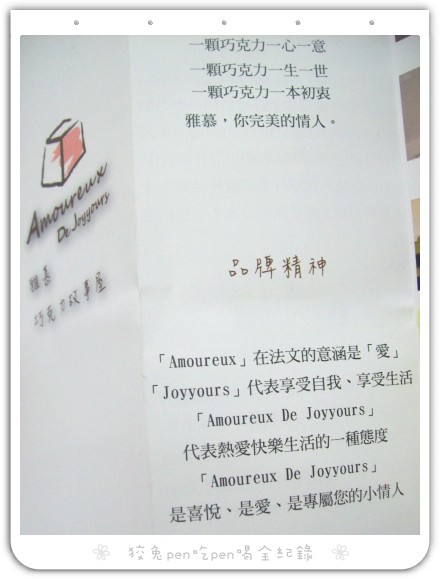 一顆巧克力一心一意
一顆巧克力一生一世
一顆巧克力一本初衷
雅慕，你完美的情人。
Amoureux
De Joyyours
雅慕
巧克力故事屋
品牌精神
「Amoureux」在法文的意涵是「愛」
「Joyyours」代表享受自我、享受生活
「Amoureux De Joyyours」
代表熱愛快樂生活的一種態度
「Amoureux De Joyyours」
是喜悅、是愛、是專屬您的小情人
狡兔pen吃pen喝全紀錄